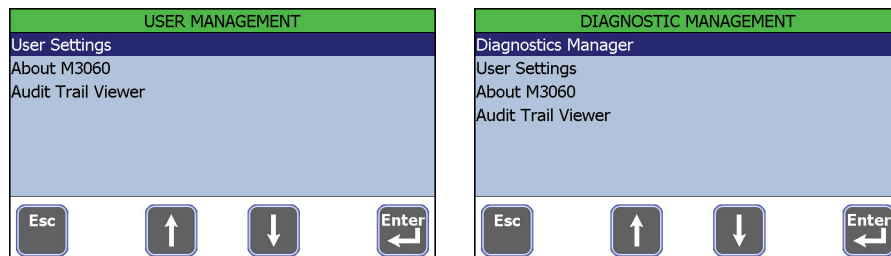 USER MANAGEMENT
User Settings
About M3060
Audit Trail Viewer
Esc
Enter
DIAGNOSTIC MANAGEMENT
Diagnostics Manager
User Settings
About M3060
Audit Trail Viewer
Esc
Enter